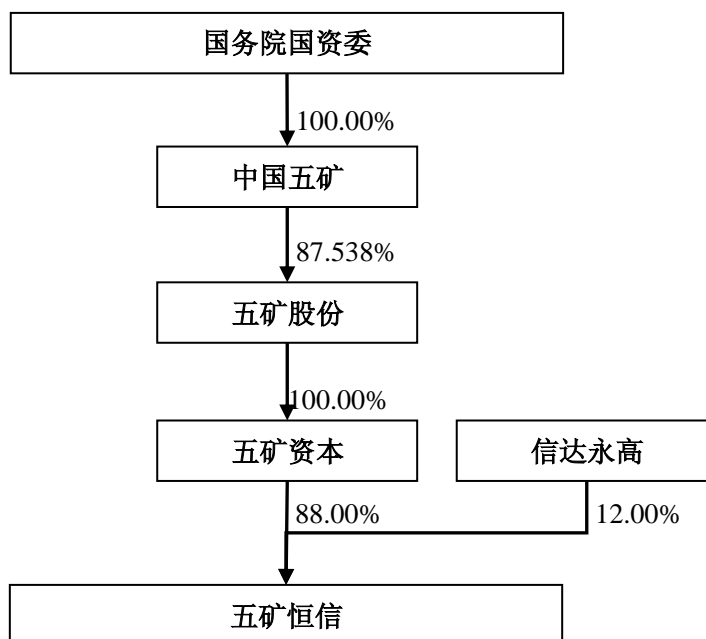 国务院国资委
100.00%
中国五矿
87.538%
五矿股份
100.00%
五矿资本
信达永高
88.00%
12.00%
五矿恒信